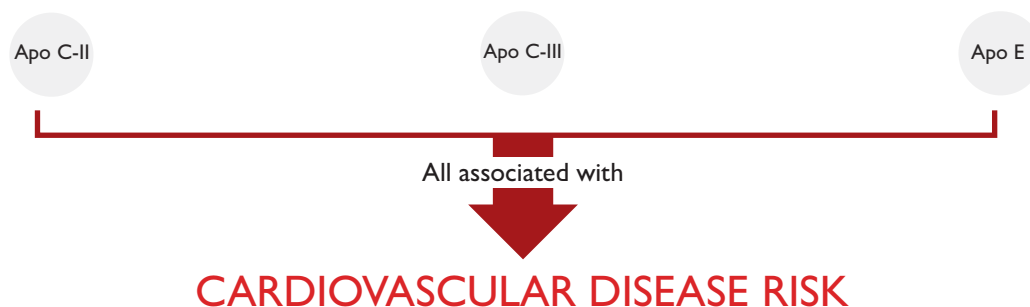 Apo C-II
Apo C-III
Apo E
All associated with
CARDIOVASCULAR DISEASE RISK